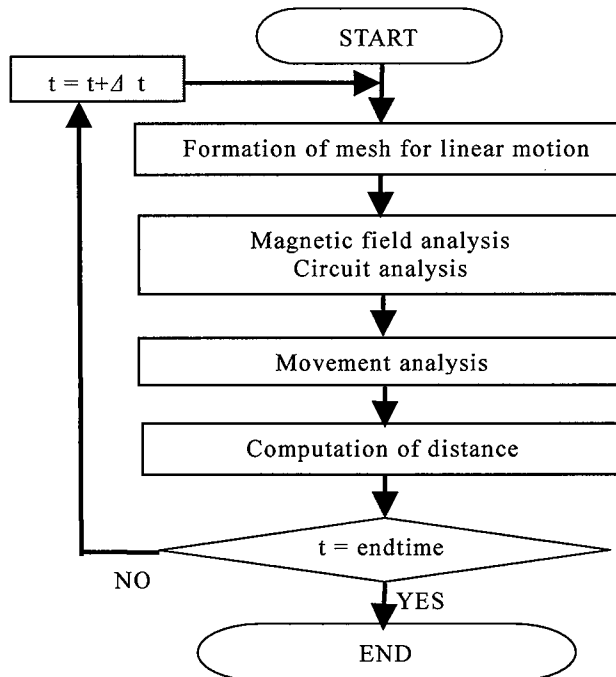 START
t = t+Δ t
Formation of mesh for linear motion
Magnetic field analysis
Circuit analysis
Movement analysis
Computation of distance
t = endtime
NO
YES
END